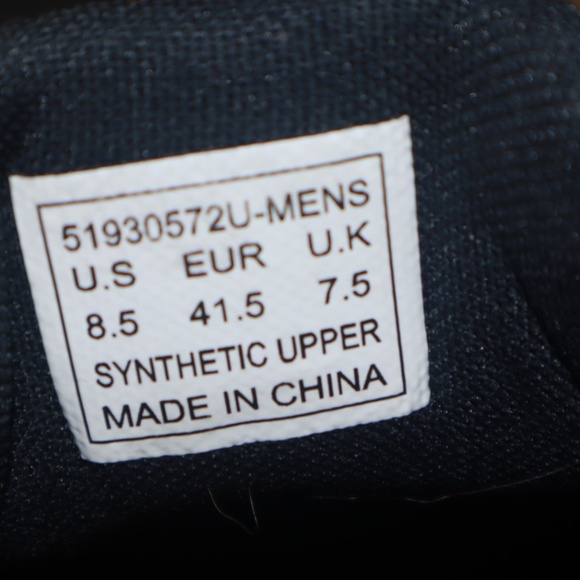 51930572U-MENS
U.S EUR U.K
8.5 41.5 7.5
SYNTHETIC UPPER
MADE IN CHINA